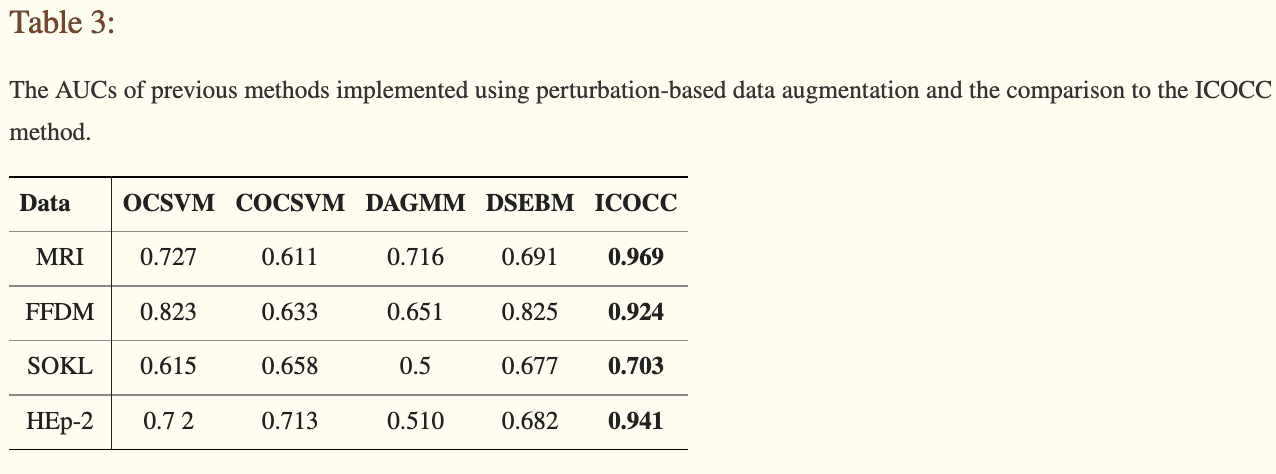 Table 3:
The AUCs of previous methods implemented using perturbation-based data augmentation and the comparison to the ICOCC
method.
Data OCSVM COCSVM DAGMM DSEBM ICOCC
MRI 0.727 0.611 0.716 0.691 0.969
FFDM 0.823 0.633 0.651 0.825 0.924
SOKL 0.615 0.658 0.5 0.677 0.703
HEp-2 0.7 2 0.713 0.510 0.682 0.941